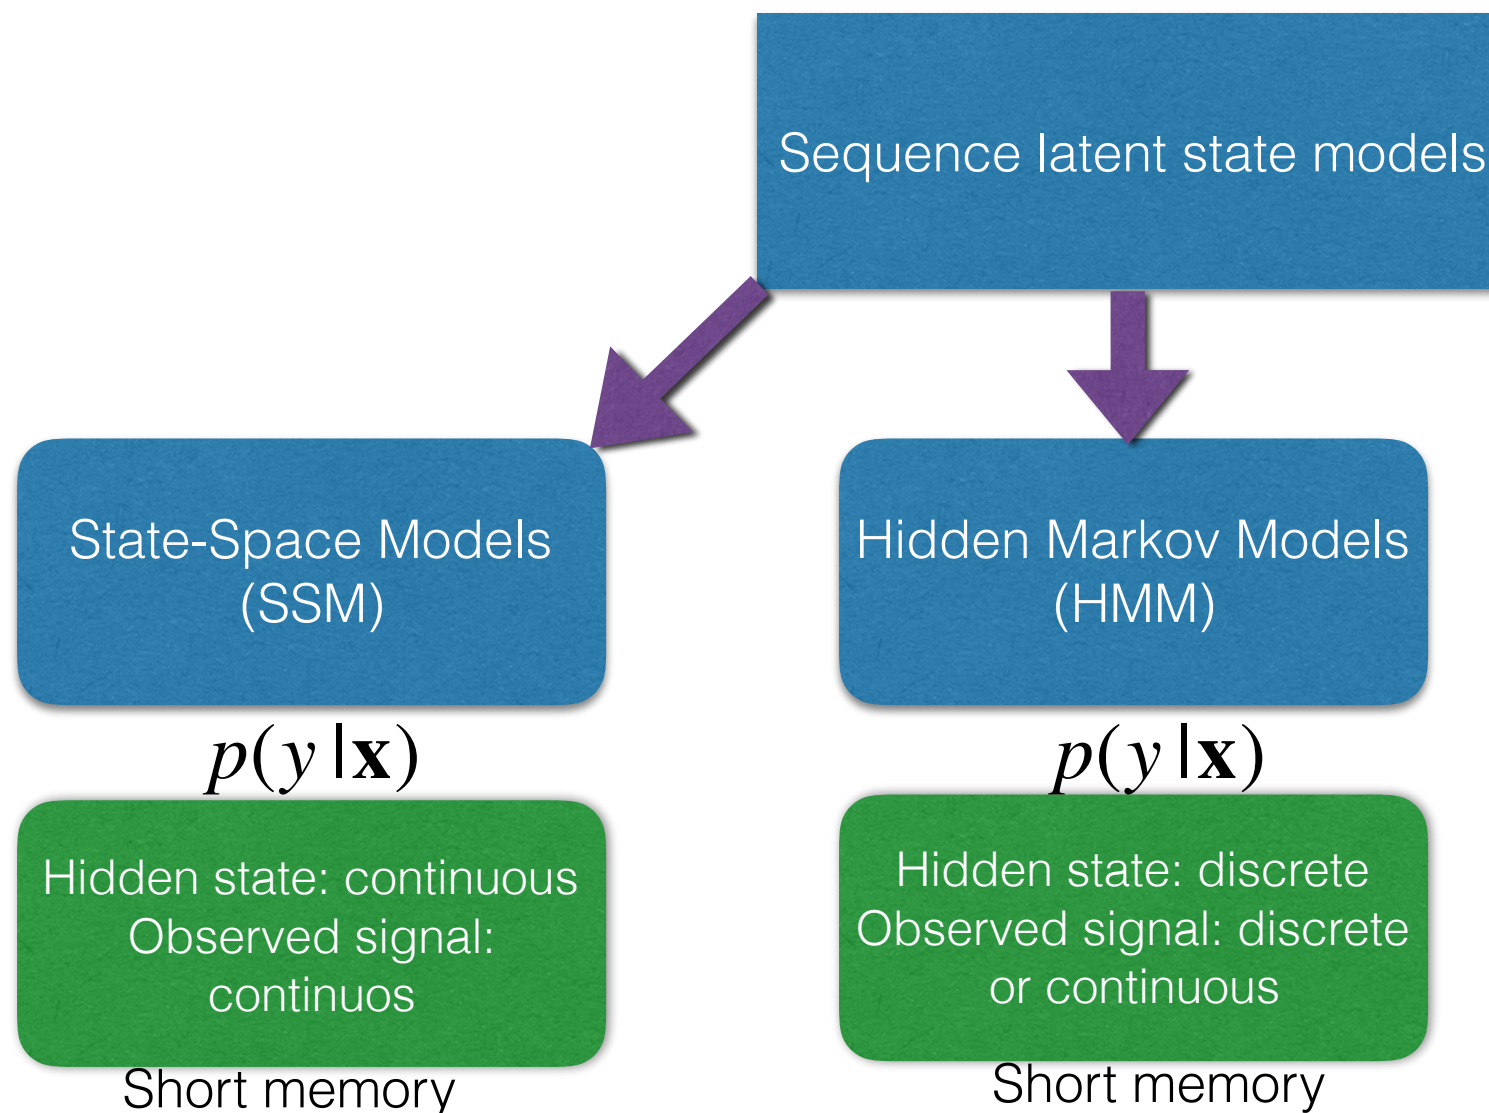 Sequence latent state models
State-Space Models
(SSM)
Hidden Markov Models
(HMM)
p(y|x)
p(y|x)
Hidden state: continuous
Observed signal:
continuos
Hidden state: discrete
Observed signal: discrete
or continuous
Short memory
Short memory